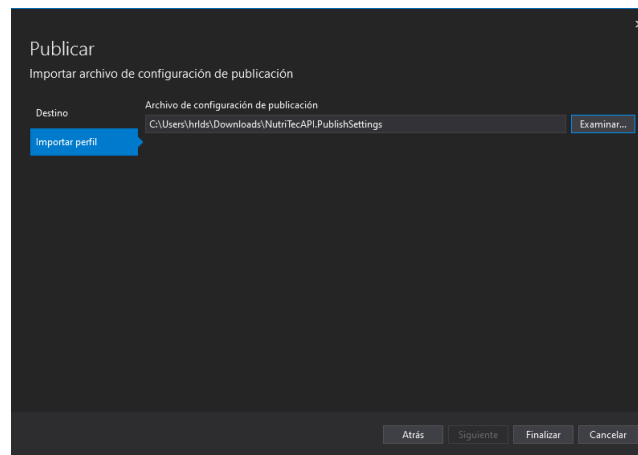 Publicar
Importar archivo de configuración de publicación
Destino
Importar perfil
Archivo de configuración de publicación
C:\Users\hrlds\Downloads\NutriTecAPI.PublishSettings
Examinar...
Atrás
Siguiente
Finalizar
Cancelar